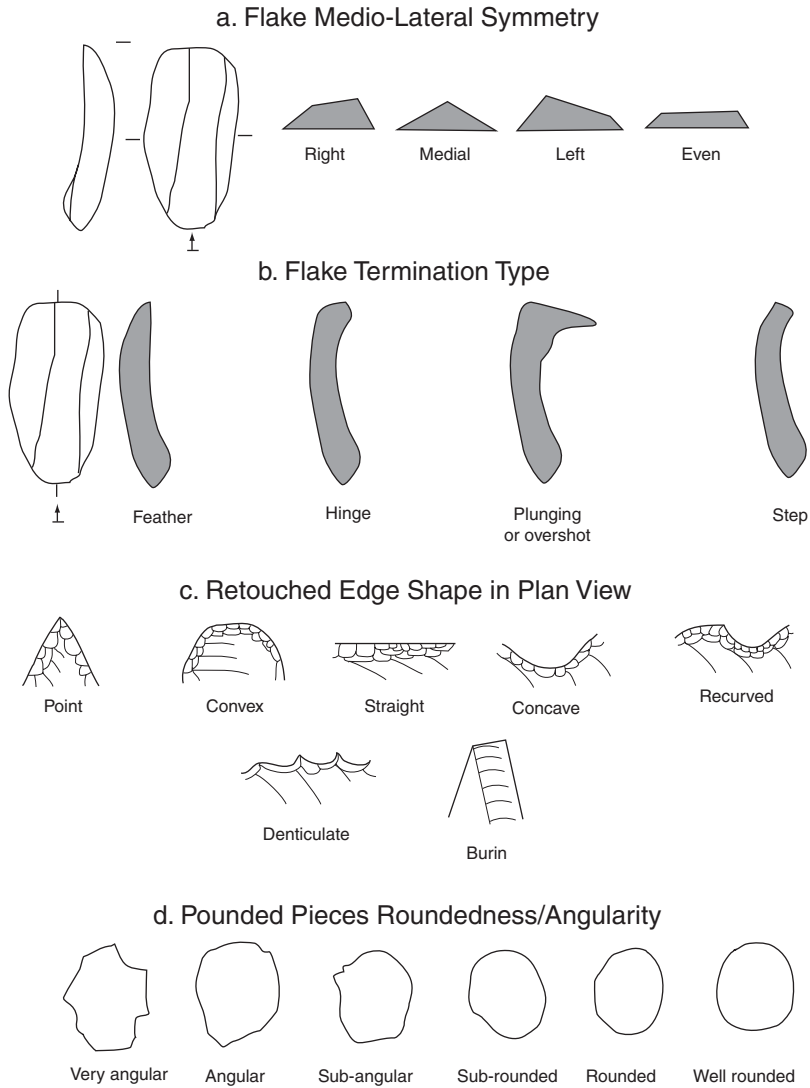 a. Flake Medio-Lateral Symmetry
Right
Medial
Left
Even
b. Flake Termination Type
Feather
Hinge
Plunging
or overshot
Step
c. Retouched Edge Shape in Plan View
Point
Convex
Straight
Concave
Recurved
Denticulate
Burin
d. Pounded Pieces Roundedness/Angularity
Very angular
Angular
Sub-angular
Sub-rounded
Rounded
Well rounded